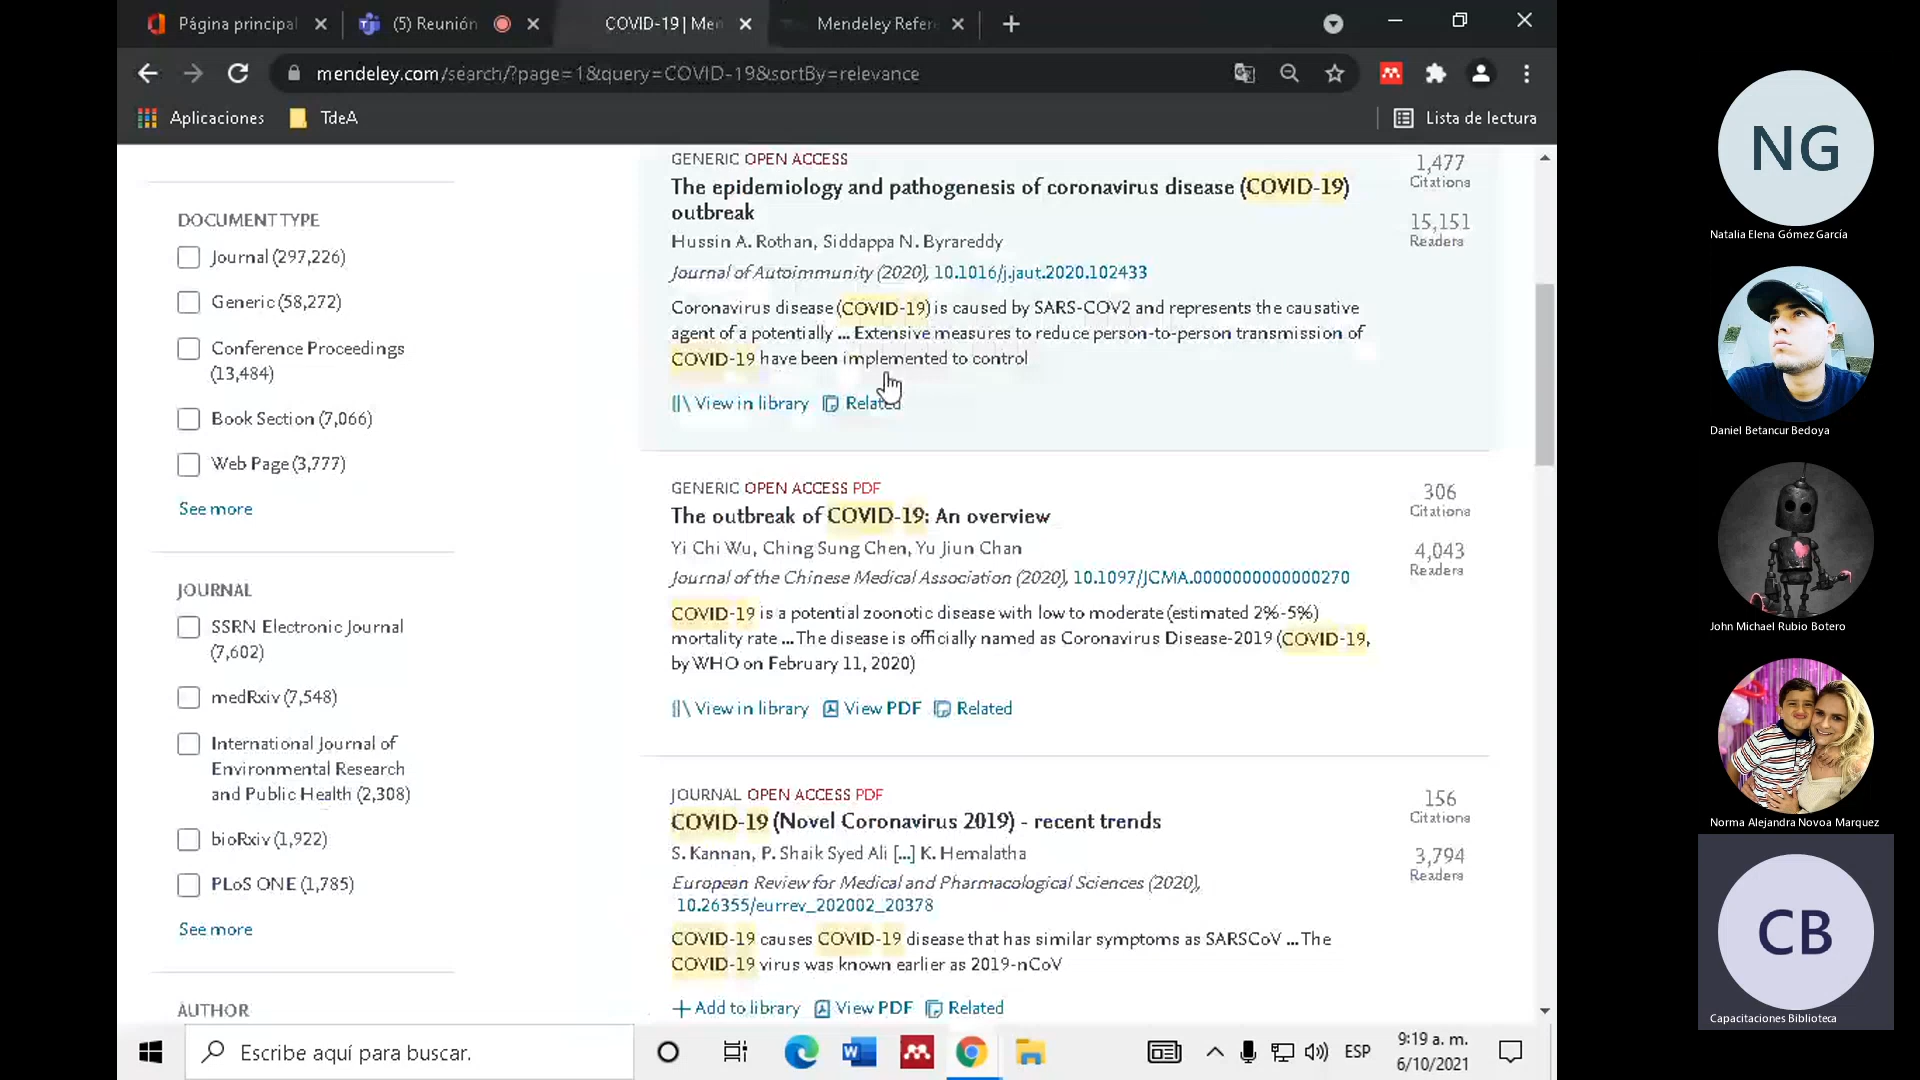 Página principal
(5) Reunión
COVID-19 | Me
Mendeley Refer
mendeley.com/search/?page=1&query=COVID-19&sortBy=relevance
Aplicaciones
TdeA
Lista de lectura
DOCUMENT TYPE
Journal (297,226)
Generic (58,272)
Conference Proceedings
(13,484)
Book Section (7,066)
Web Page (3,777)
See more
JOURNAL
SSRN Electronic Journal
(7,602)
medRxiv (7,548)
International Journal of
Environmental Research
and Public Health (2,308)
bioRxiv (1,922)
PLoS ONE (1,785)
See more
AUTHOR
GENERIC OPEN ACCESS
The epidemiology and pathogenesis of coronavirus disease (COVID-19)
outbreak
Hussin A. Rothan, Siddappa N. Byrareddy
Journal of Autoimmunity (2020), 10.1016/j.jaut.2020.102433
Coronavirus disease (COVID-19) is caused by SARS-COV2 and represents the causative
agent of a potentially ... Extensive measures to reduce person-to-person transmission of
COVID-19 have been implemented to control
View in library Related
1,477
Citations
15,151
Readers
GENERIC OPEN ACCESS PDF
The outbreak of COVID-19: An overview
Yi Chi Wu, Ching Sung Chen, Yu Jiun Chan
Journal of the Chinese Medical Association (2020), 10.1097/JCMA.0000000000000270
COVID-19 is a potential zoonotic disease with low to moderate (estimated 2%-5%)
mortality rate ... The disease is officially named as Coronavirus Disease-2019 (COVID-19,
by WHO on February 11, 2020)
View in library View PDF Related
306
Citations
4,043
Readers
JOURNAL OPEN ACCESS PDF
COVID-19 (Novel Coronavirus 2019) - recent trends
S. Kannan, P. Shaik Syed Ali [...] K. Hemalatha
European Review for Medical and Pharmacological Sciences (2020),
10.26355/eurrev_202002_20378
COVID-19 causes COVID-19 disease that has similar symptoms as SARSCoV ... The
COVID-19 virus was known earlier as 2019-nCoV
Add to library View PDF Related
156
Citations
3,794
Readers
Escribe aquí para buscar.
ESP
9:19 a. m.
6/10/2021
NG
Natalia Elena Gómez García
Daniel Betancur Bedoya
John Michael Rubio Botero
Norma Alejandra Novoa Marquez
CB
Capacitaciones Biblioteca